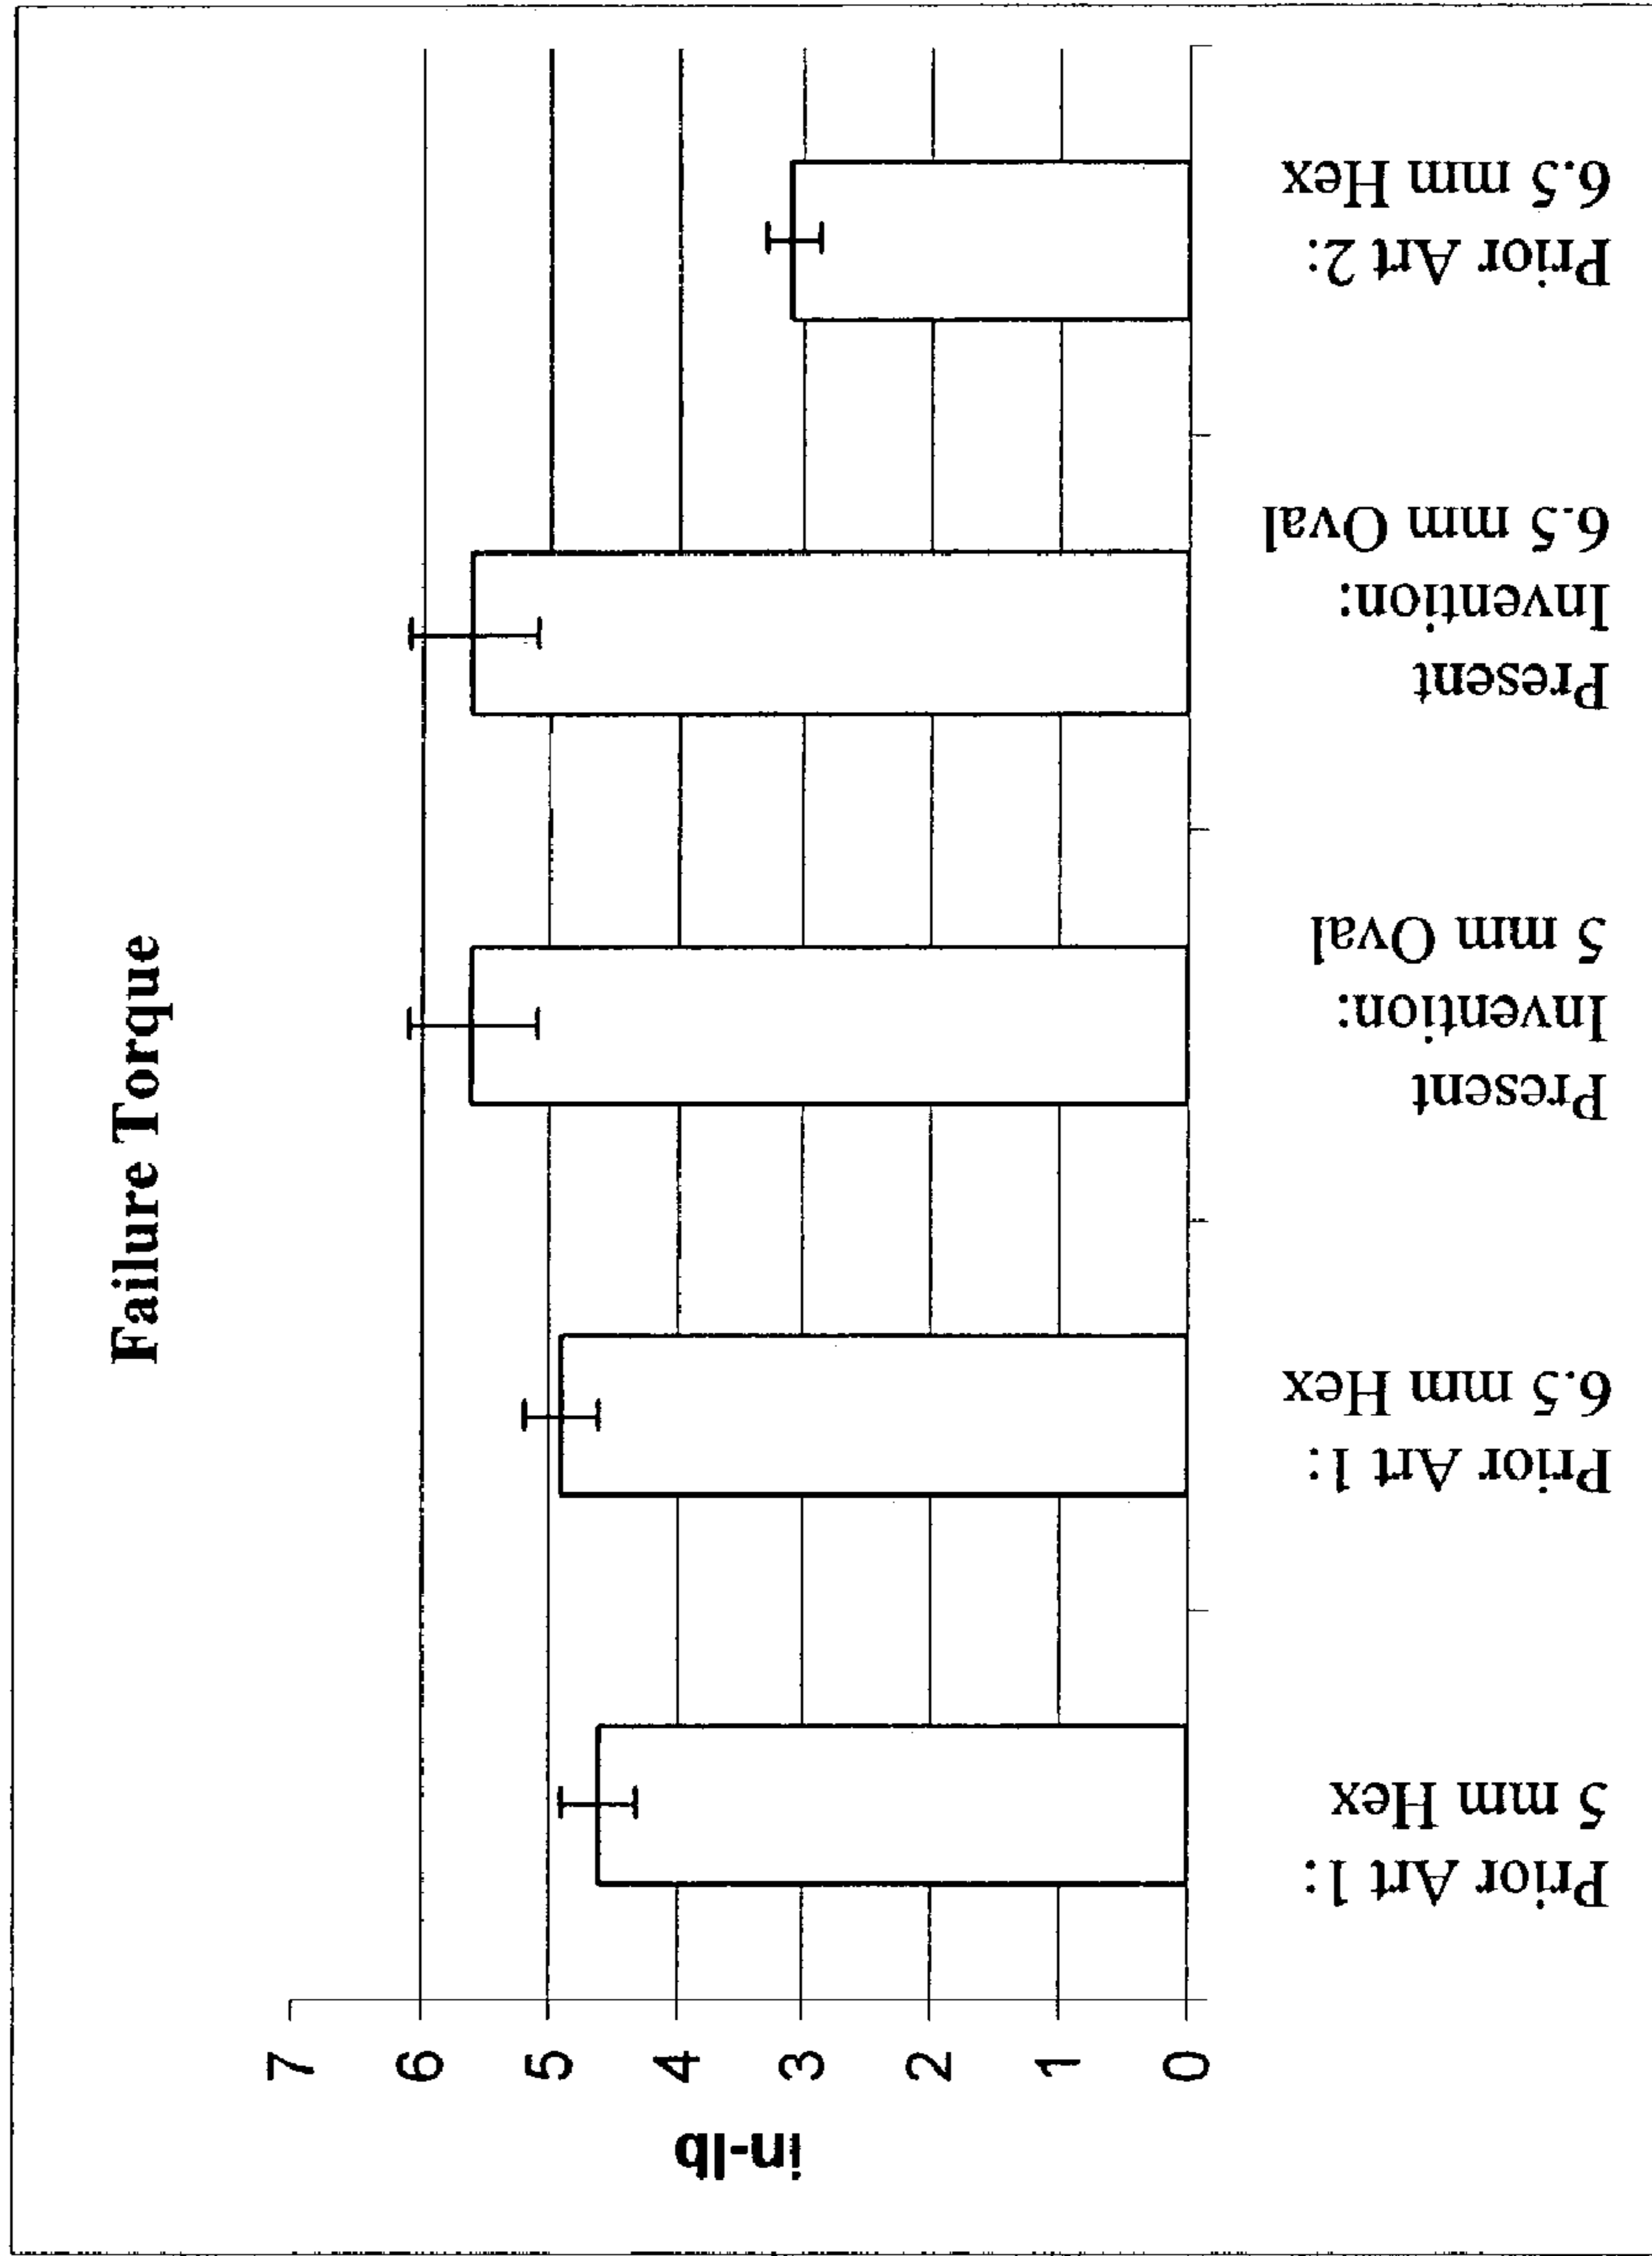 Failure Torque
in-lb
7
6
5
4
3
2
1
0
Prior Art 1:
5 mm Hex
Prior Art 1:
6.5 mm Hex
Present
Invention:
5 mm Oval
Present
Invention:
6.5 mm Oval
Prior Art 2:
6.5 mm Hex